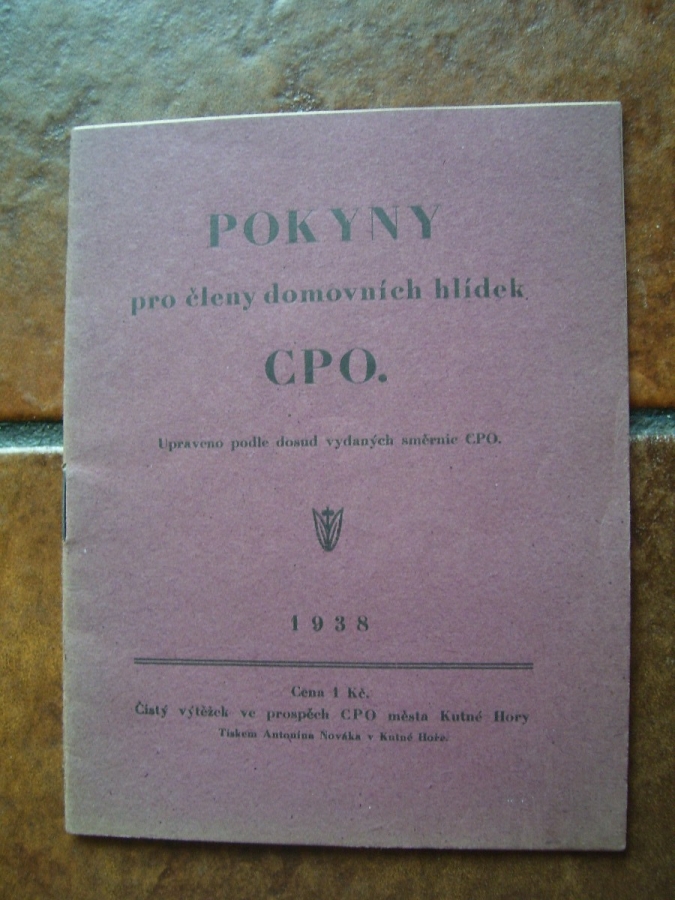 POKYNY
pro členy domovních hlídek
CPO.
Upraveno podle dosud vydaných směrnic CPO.
1938
Cena 1 Kč.
Čistý výtěžek ve prospěch CPO města Kutné Hory
Tiskem Antonína Nováka v Kutné Hoře.